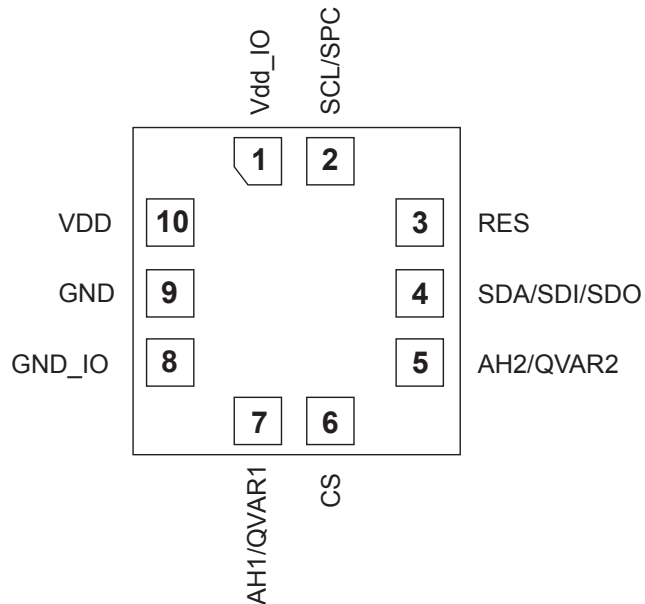 Vdd_IO
SCL/SPC
1
2
VDD
10
3
RES
GND
9
4
SDA/SDI/SDO
GND_IO
8
5
AH2/QVAR2
7
6
AH1/QVAR1
CS